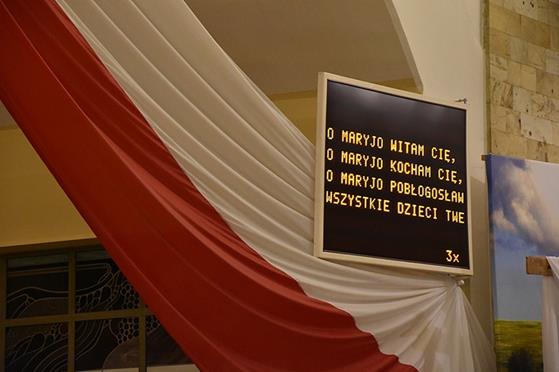 O MARYJO WITAM CIĘ,
O MARYJO KOCHAM CIĘ,
O MARYJO POBŁOGOSŁAW
WSZYSTKIE DZIECI TWE
3x